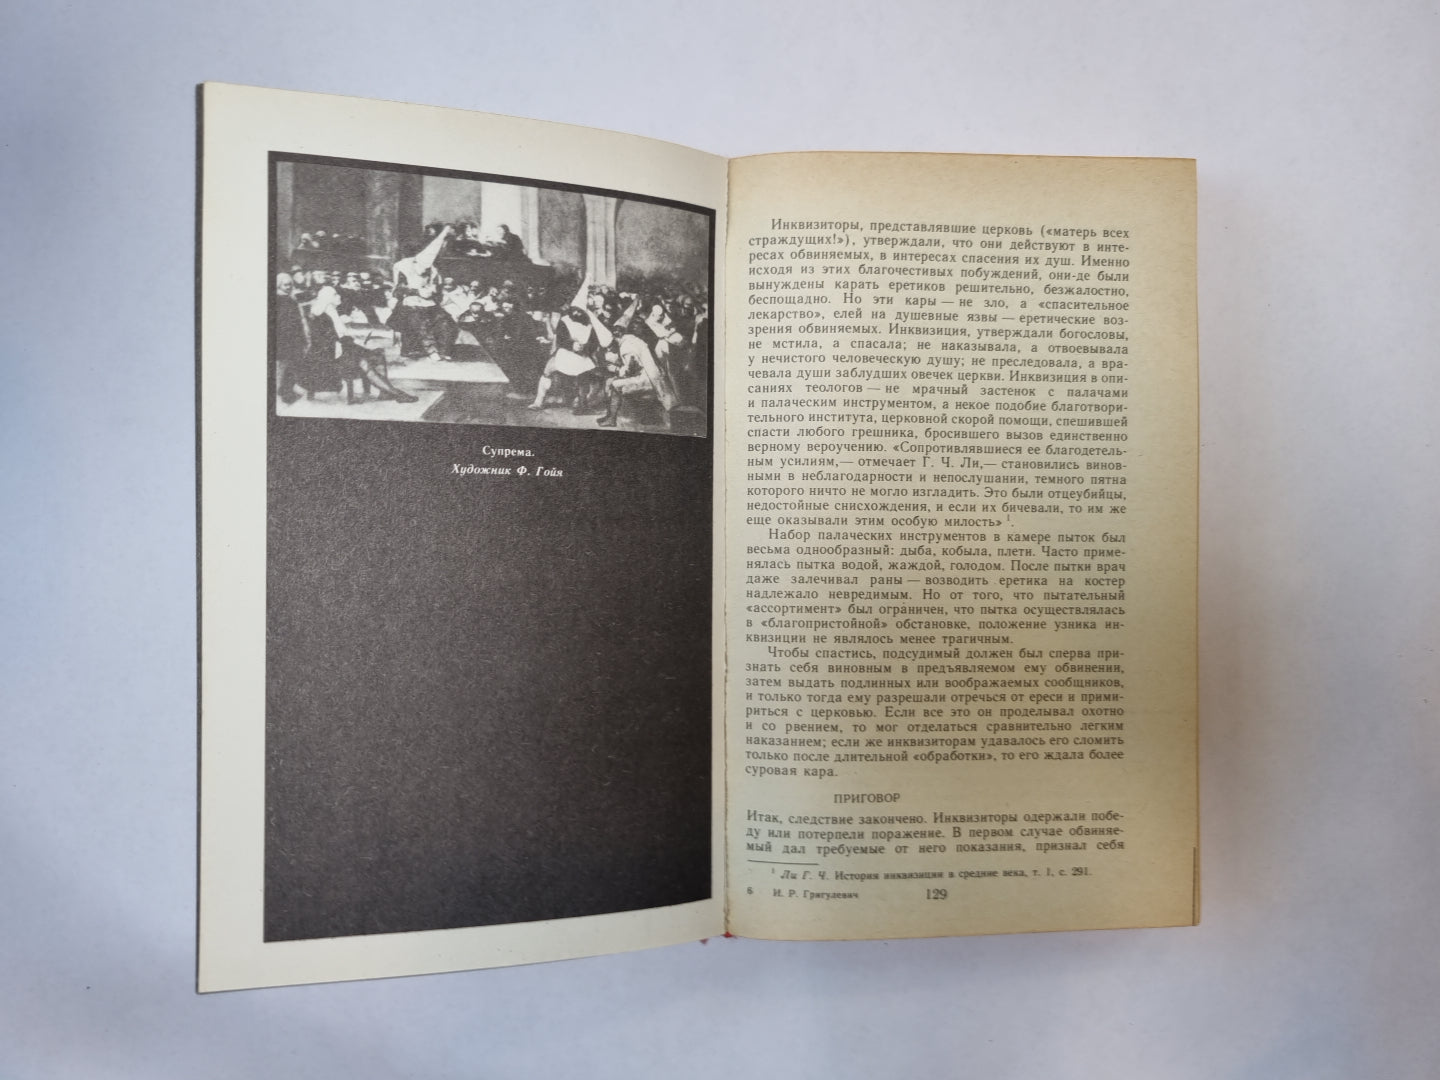 Супрема.
Художник Ф. Гойя
Инквизиторы, представлявшие церковь («матерь всех
страждущих!»), утверждали, что они действуют в инте-
ресах обвиняемых, в интересах спасения их душ. Именно
исходя из этих благочестивых побуждений, они-де были
вынуждены карать еретиков решительно, безжалостно,
беспощадно. Но эти кары — не зло, а «спасительное
лекарство», елей на душевные язвы — еретические воз-
зрения обвиняемых. Инквизиция, утверждали богословы,
не мстила, а спасала; не наказывала, а отвоевывала
у нечистого человеческую душу; не преследовала, а вра-
чевала души заблудших овечек церкви. Инквизиция в опи-
саниях теологов — не мрачный застенок с палачами
и палаческим инструментом, а некое подобие благотвори-
тельного института, церковной скорой помощи, спешившей
спасти любого грешника, бросившего вызов единственно
верному вероучению. «Сопротивлявшиеся ее благодетель-
ным усилиям,— отмечает Г. Ч. Ли,— становились винов-
ными в неблагодарности и непослушании, темного пятна
которого ничто не могло изгладить. Это были отцеубийцы,
недостойные снисхождения, и если их бичевали, то им же
еще оказывали этим особую милость» 1.
Набор палаческих инструментов в камере пыток был
весьма однообразный: дыба, кобыла, плети. Часто приме-
нялась пытка водой, жаждой, голодом. После пытки врач
даже залечивал раны — возводить еретика на костер
надлежало невредимым. Но от того, что пытательный
«ассортимент» был ограничен, что пытка осуществлялась
в «благопристойной» обстановке, положение узника ин-
квизиции не являлось менее трагичным.
Чтобы спастись, подсудимый должен был сперва при-
знать себя виновным в предъявляемом ему обвинении,
затем выдать подлинных или воображаемых сообщников,
и только тогда ему разрешали отречься от ереси и прими-
риться с церковью. Если все это он проделывал охотно
и со рвением, то мог отделаться сравнительно легким
наказанием; если же инквизиторам удавалось его сломить
только после длительной «обработки», то его ждала более
суровая кара.
ПРИГОВОР
Итак, следствие закончено. Инквизиторы одержали побе-
ду или потерпели поражение. В первом случае обвиняе-
мый дал требуемые от него показания, признал себя
1 Ли Г. Ч. История инквизиции в средние века, т. 1, с. 291.
6 И. Р. Григулевич 129